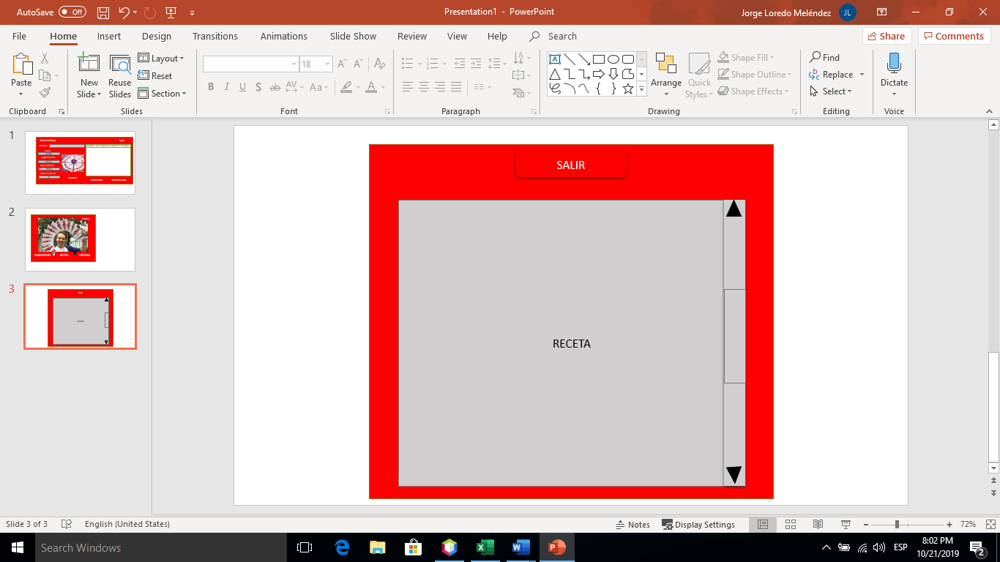 AutoSave Off Presentation1 - PowerPoint Jorge Loredo Meléndez JL
File Home Insert Design Transitions Animations Slide Show Review View Help Search Share Comments
Paste
Clipboard
New Slide
Reuse Slides
Layout
Reset
Section
Slides
18
B I U S ab AV Aa A
Font
Paragraph
Arrange
Quick Styles
Shape Fill
Shape Outline
Shape Effects
Drawing
Find
Replace
Select
Editing
Dictate
Voice
1
2
3
SALIR
RECETA
Slide 3 of 3 English (United States) Notes Display Settings 72%
Search Windows
ESP
8:02 PM
10/21/2019
2